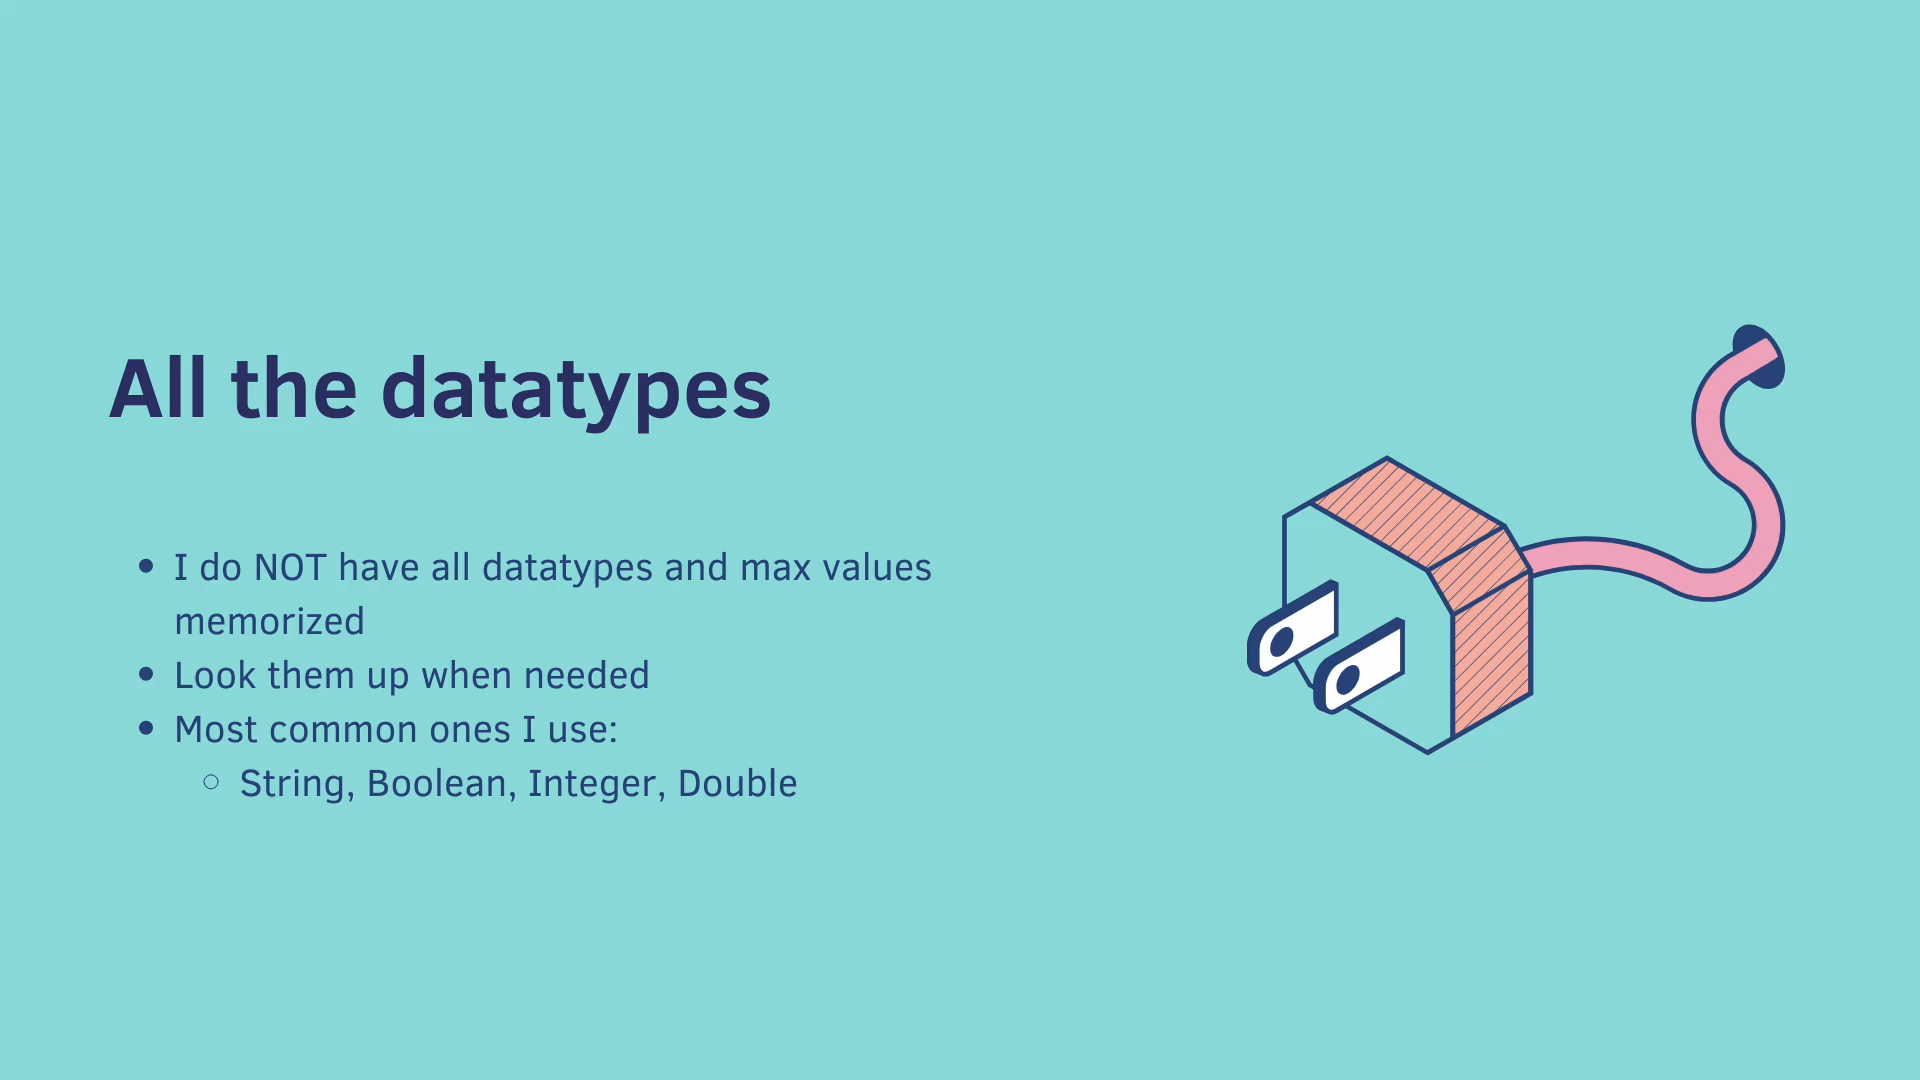 All the datatypes
I do NOT have all datatypes and max values
memorized
Look them up when needed
Most common ones I use:
String, Boolean, Integer, Double